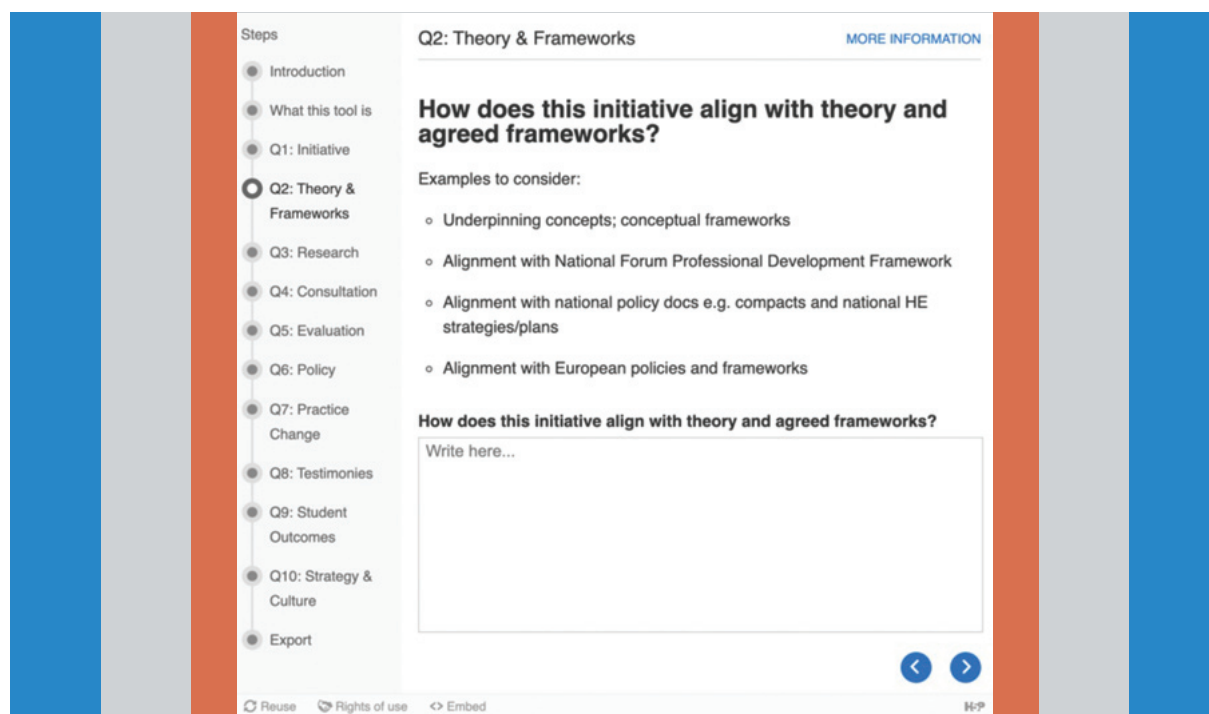 Steps
Introduction
What this tool is
Q1: Initiative
Q2: Theory &
Frameworks
Q3: Research
Q4: Consultation
Q5: Evaluation
Q6: Policy
Q7: Practice
Change
Q8: Testimonies
Q9: Student
Outcomes
Q10: Strategy &
Culture
Export
Q2: Theory & Frameworks
MORE INFORMATION
How does this initiative align with theory and
agreed frameworks?
Examples to consider:
Underpinning concepts; conceptual frameworks
Alignment with National Forum Professional Development Framework
Alignment with national policy docs e.g. compacts and national HE
strategies/plans
Alignment with European policies and frameworks
How does this initiative align with theory and agreed frameworks?
Write here...
Reuse
Rights of use
<> Embed
H5P